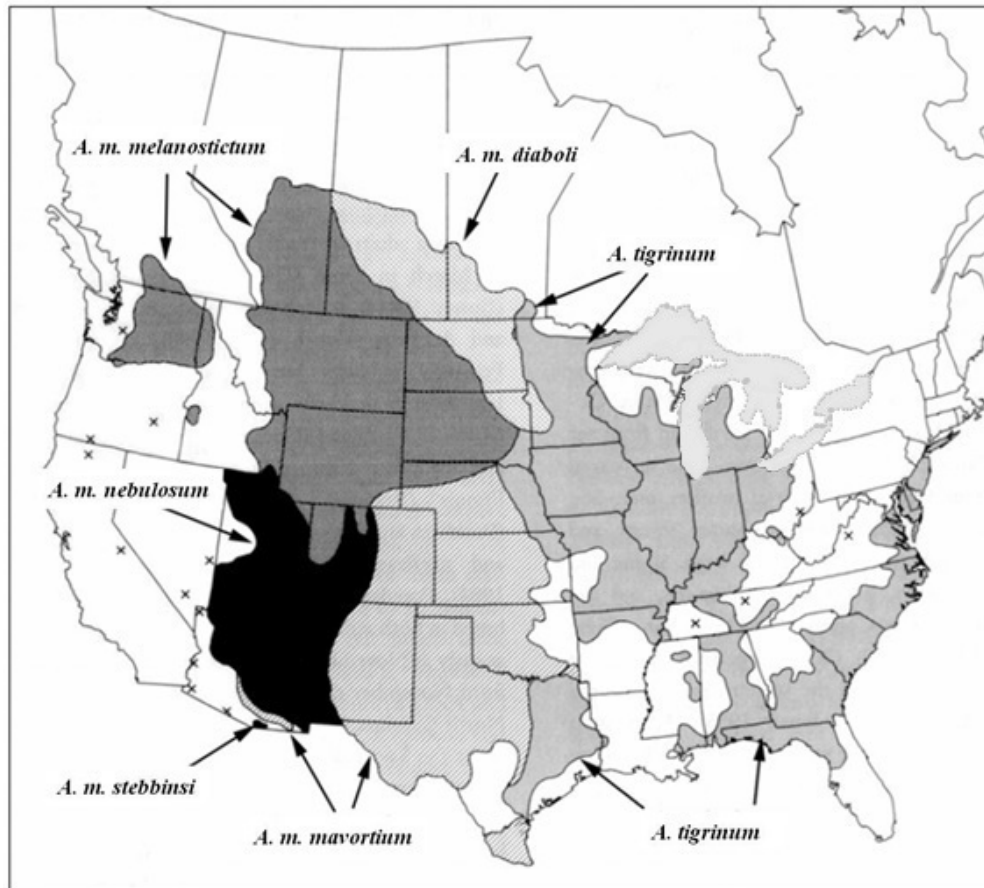 A. m. melanostictum
A. m. diaboli
A. tigrinum
A. m. nebulosum
A. m. stebbinsi
A. m. mavortium
A. tigrinum